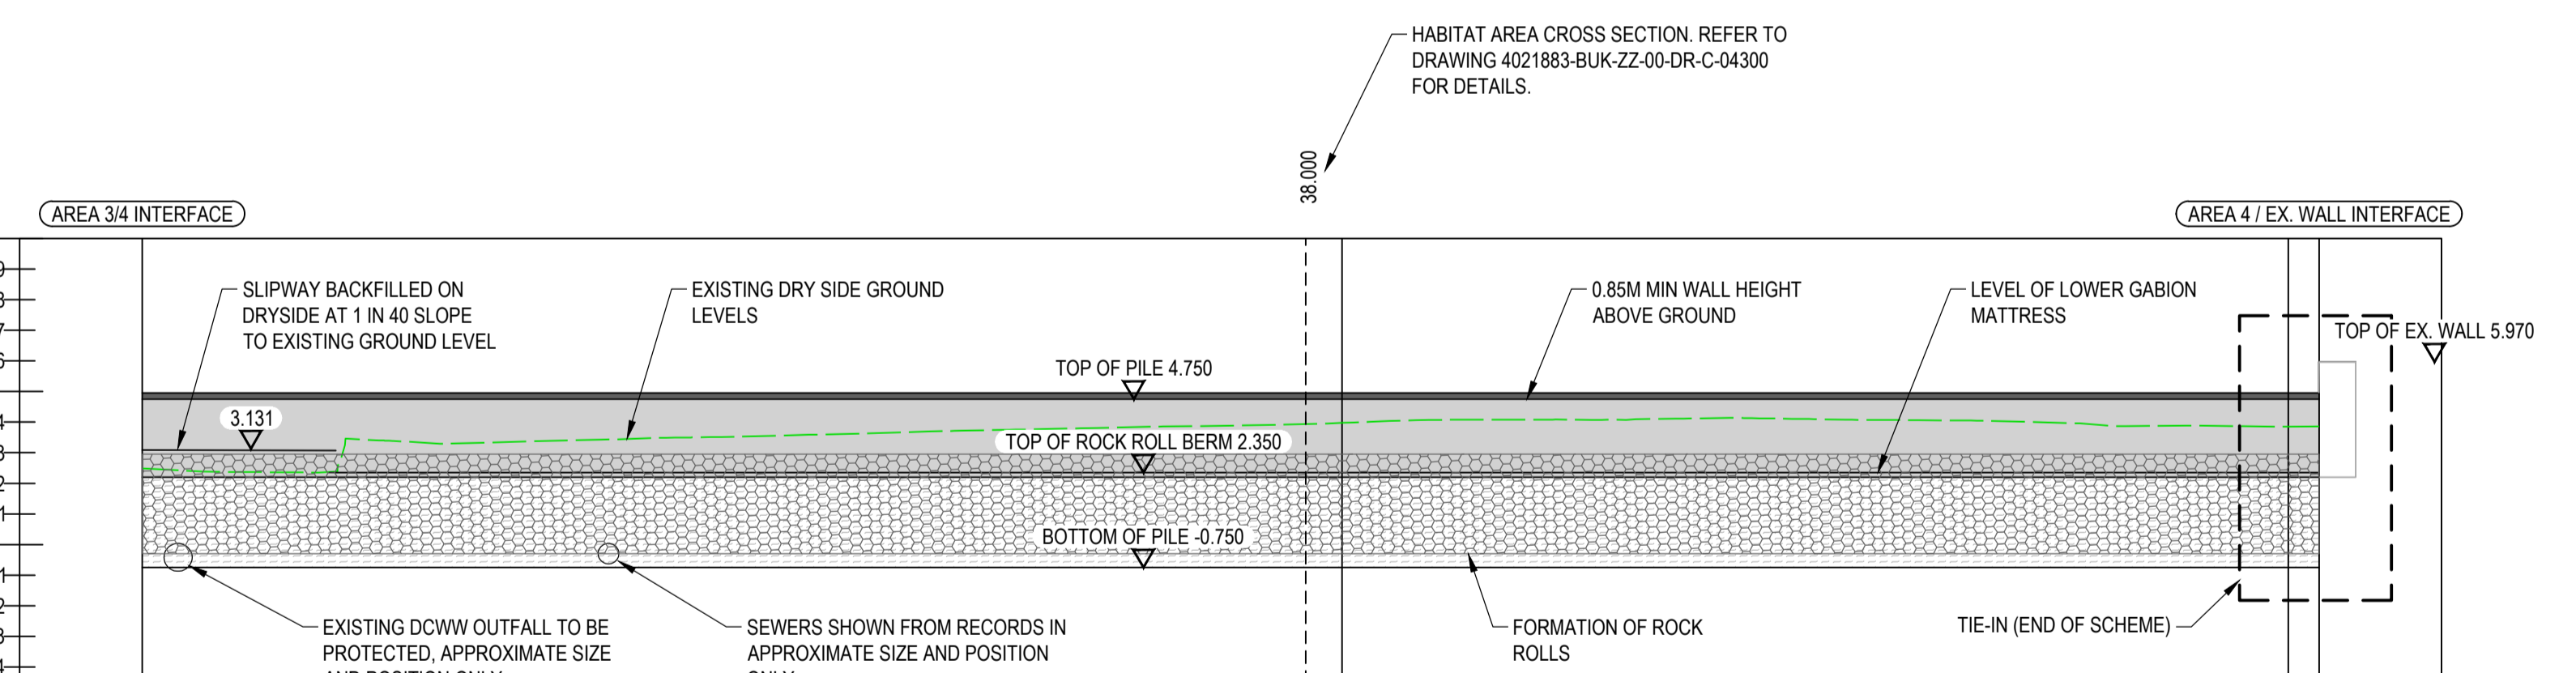 HABITAT AREA CROSS SECTION. REFER TO
DRAWING 4021883-BUK-ZZ-00-DR-C-04300
FOR DETAILS.
38.000
AREA 3/4 INTERFACE
AREA 4 / EX. WALL INTERFACE
SLIPWAY BACKFILLED ON
DRYSIDE AT 1 IN 40 SLOPE
TO EXISTING GROUND LEVEL
EXISTING DRY SIDE GROUND
LEVELS
0.85M MIN WALL HEIGHT
ABOVE GROUND
LEVEL OF LOWER GABION
MATTRESS
TOP OF EX. WALL 5.970
TOP OF PILE 4.750
3.131
TOP OF ROCK ROLL BERM 2.350
BOTTOM OF PILE -0.750
EXISTING DCWW OUTFALL TO BE
PROTECTED, APPROXIMATE SIZE
AND POSITION ONLY
SEWERS SHOWN FROM RECORDS IN
APPROXIMATE SIZE AND POSITION
ONLY
FORMATION OF ROCK
ROLLS
TIE-IN (END OF SCHEME)